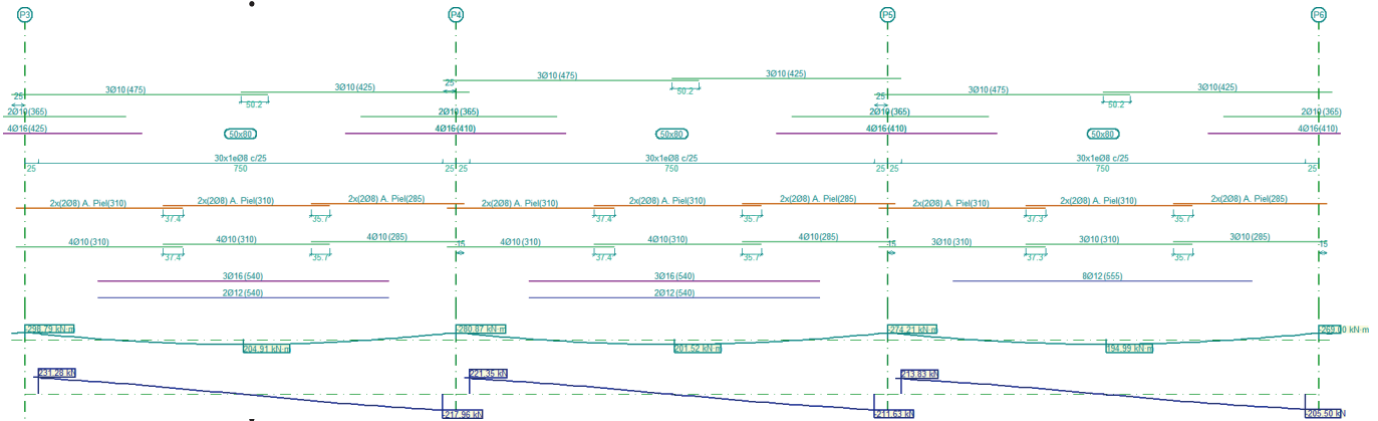 P3 P4 P5 P6
3Ø10(475) 3Ø10(425) 3Ø10(475) 3Ø10(425) 3Ø10(475) 3Ø10(425)
25 50.2 25 50.2 25 50.2
2Ø10(365) 2Ø10(365) 2Ø10(365) 2Ø10(365)
4Ø16(425) 50x80 4Ø16(410) 50x80 4Ø16(410) 50x80 4Ø16(410)
30x1eØ8 c/25 30x1eØ8 c/25 30x1eØ8 c/25
25 750 25 25 750 25 25 750 25
2x(2Ø8) A. Piel(310) 2x(2Ø8) A. Piel(310) 2x(2Ø8) A. Piel(285) 2x(2Ø8) A. Piel(310) 2x(2Ø8) A. Piel(310) 2x(2Ø8) A. Piel(285) 2x(2Ø8) A. Piel(310) 2x(2Ø8) A. Piel(310) 2x(2Ø8) A. Piel(285)
37.4 35.7 37.4 35.7 37.3 35.7
4Ø10(310) 4Ø10(310) 4Ø10(285) 4Ø10(310) 4Ø10(310) 4Ø10(285) 3Ø10(310) 3Ø10(310) 3Ø10(285)
37.4 35.7 15 37.4 35.7 15 37.3 35.7 15
3Ø16(540) 3Ø16(540) 8Ø12(555)
2Ø12(540) 2Ø12(540)
-298.79 kN·m -280.87 kN·m -274.21 kN·m
204.91 kN·m 201.52 kN·m 194.99 kN·m
231.28 kN 221.35 kN 213.83 kN
-217.96 kN -211.63 kN -205.50 kN